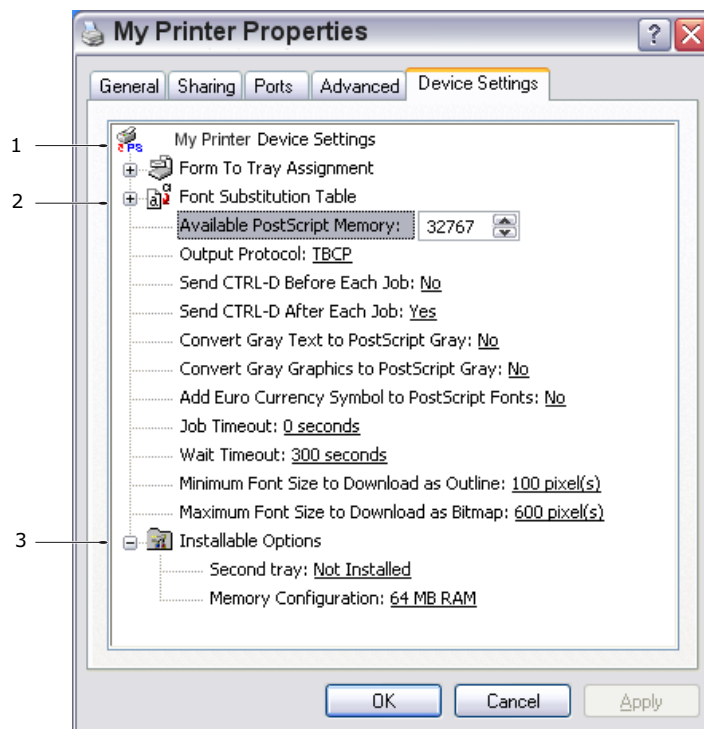 My Printer Properties
General Sharing Ports Advanced Device Settings
1
PS
My Printer Device Settings
Form To Tray Assignment
2
a
a
Font Substitution Table
Available PostScript Memory: 32767
Output Protocol: TBCP
Send CTRL-D Before Each Job: No
Send CTRL-D After Each Job: Yes
Convert Gray Text to PostScript Gray: No
Convert Gray Graphics to PostScript Gray: No
Add Euro Currency Symbol to PostScript Fonts: No
Job Timeout: 0 seconds
Wait Timeout: 300 seconds
Minimum Font Size to Download as Outline: 100 pixel(s)
Maximum Font Size to Download as Bitmap: 600 pixel(s)
3
Installable Options
Second tray: Not Installed
Memory Configuration: 64 MB RAM
OK Cancel Apply